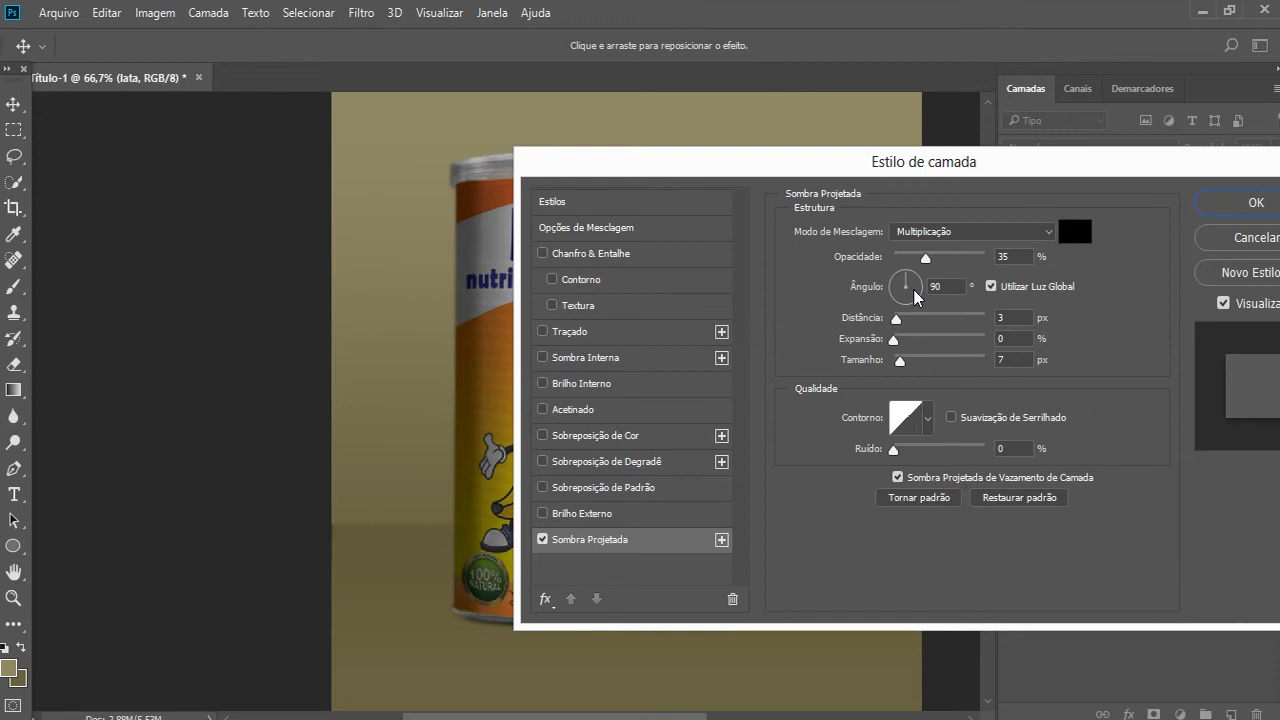 Ps Arquivo Editar Imagem Camada Texto Selecionar Filtro 3D Visualizar Janela Ajuda
Clique e arraste para reposicionar o efeito.
Título-1 @ 66,7% (lata, RGB/8) *
Camadas Canais Demarcadores
Tipo
Estilo de camada
Estilos
Opções de Mesclagem
Chanfro & Entalhe
Contorno
Textura
Traçado
Sombra Interna
Brilho Interno
Acetinado
Sobreposição de Cor
Sobreposição de Degradê
Sobreposição de Padrão
Brilho Externo
Sombra Projetada
fx
Sombra Projetada
Estrutura
Modo de Mesclagem: Multiplicação
Opacidade: 35 %
Ângulo: 90 ° Utilizar Luz Global
Distância: 3 px
Expansão: 0 %
Tamanho: 7 px
Qualidade
Contorno: Suavização de Serrilhado
Ruído: 0 %
Sombra Projetada de Vazamento de Camada
Tornar padrão Restaurar padrão
OK
Cancelar
Novo Estilo
Visualiza
nutri
100%
NATURAL
fx